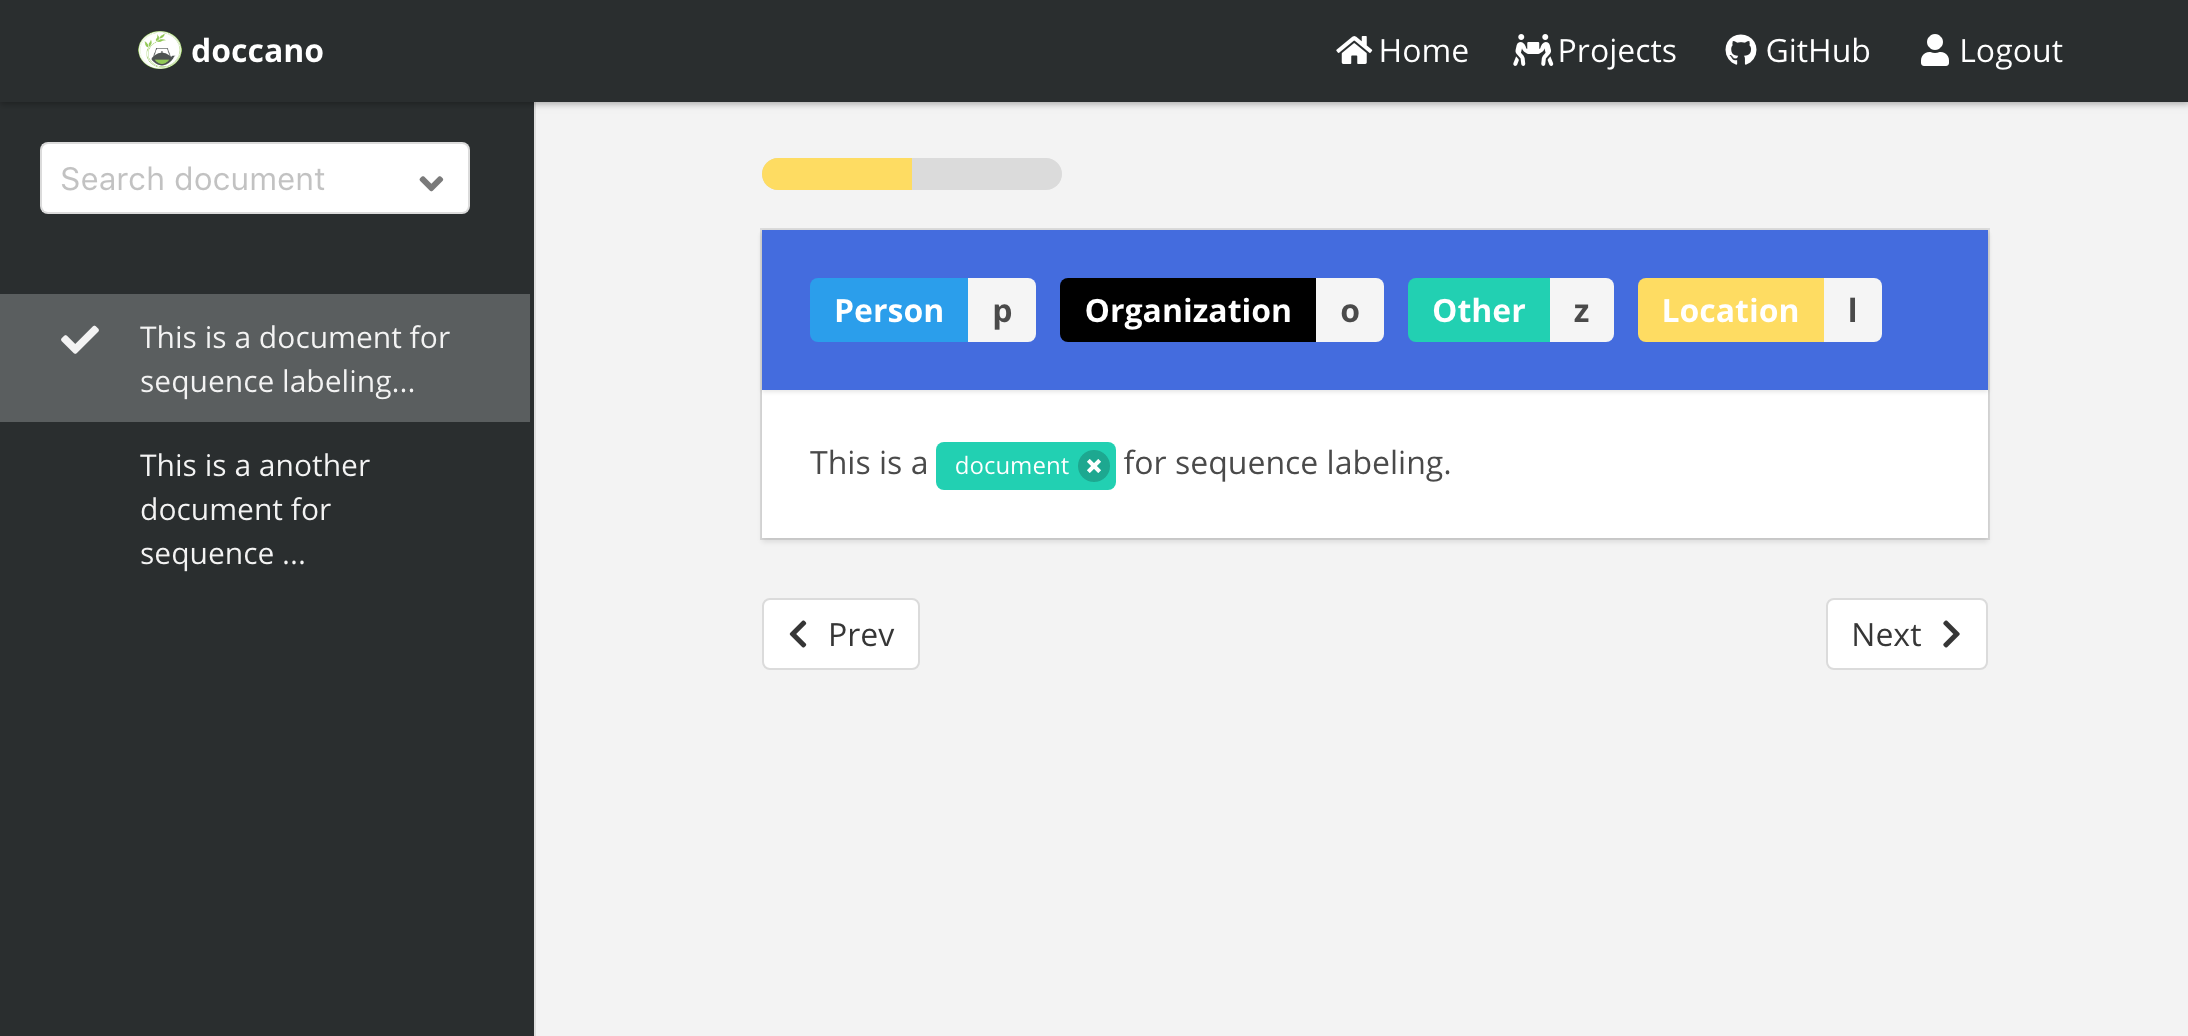 doccano
Home Projects GitHub Logout
Search document
This is a document for
sequence labeling...
This is a another
document for
sequence ...
Person p Organization o Other z Location l
This is a document for sequence labeling.
Prev
Next